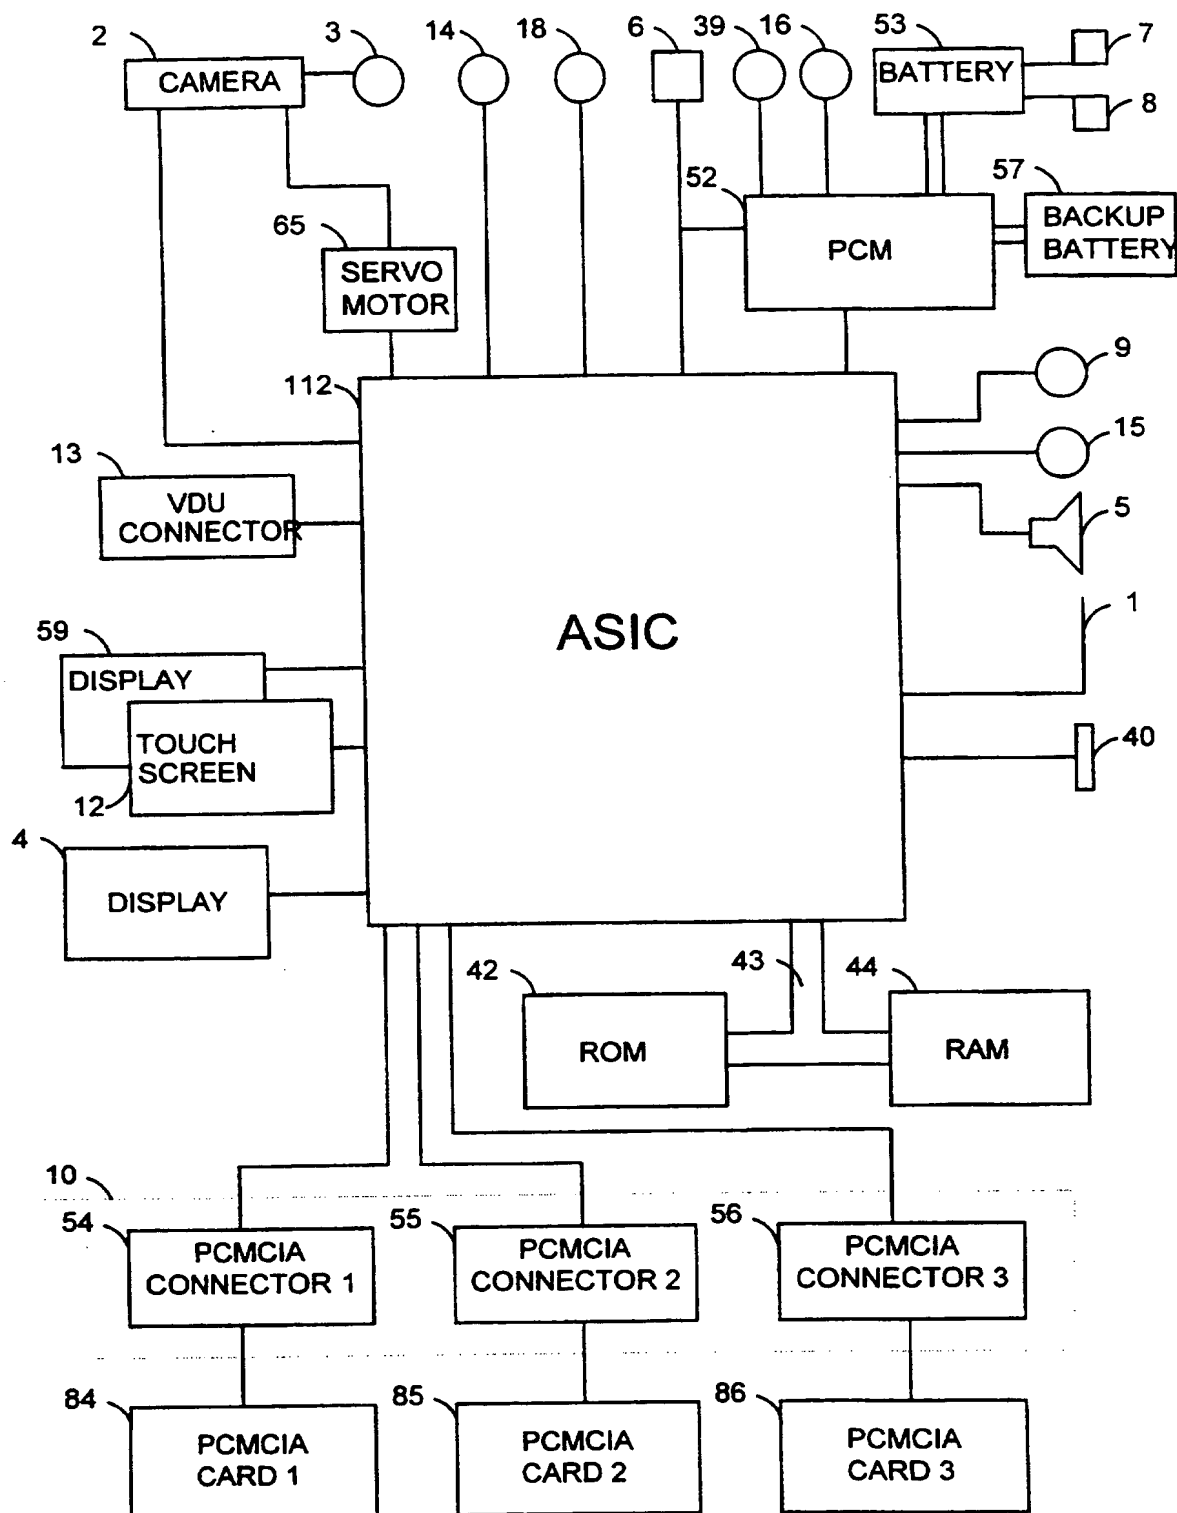 2
3
14
18
6
39
16
53
7
CAMERA
BATTERY
8
52
57
65
BACKUP
BATTERY
PCM
SERVO
MOTOR
112
9
13
15
VDU
CONNECTOR
5
ASIC
1
59
DISPLAY
TOUCH
SCREEN
40
12
4
DISPLAY
42
43
44
ROM
RAM
10
54
55
56
PCMCIA
CONNECTOR 1
PCMCIA
CONNECTOR 2
PCMCIA
CONNECTOR 3
84
85
86
PCMCIA
CARD 1
PCMCIA
CARD 2
PCMCIA
CARD 3